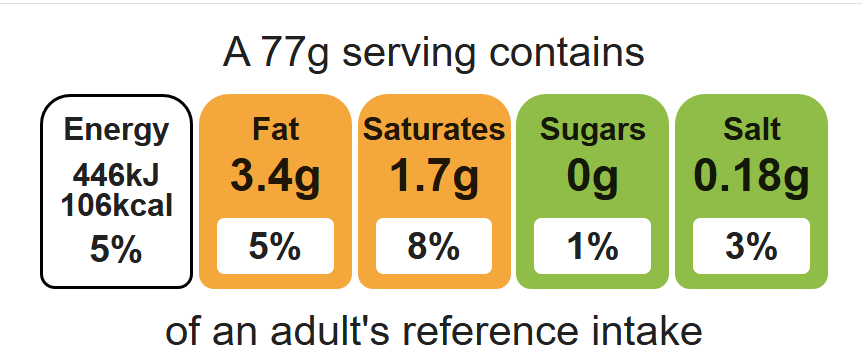 A 77g serving contains
Energy Fat Saturates Sugars Salt
446kJ 3.4g 1.7g 0g 0.18g
106kcal
5% 5% 8% 1% 3%
of an adult's reference intake